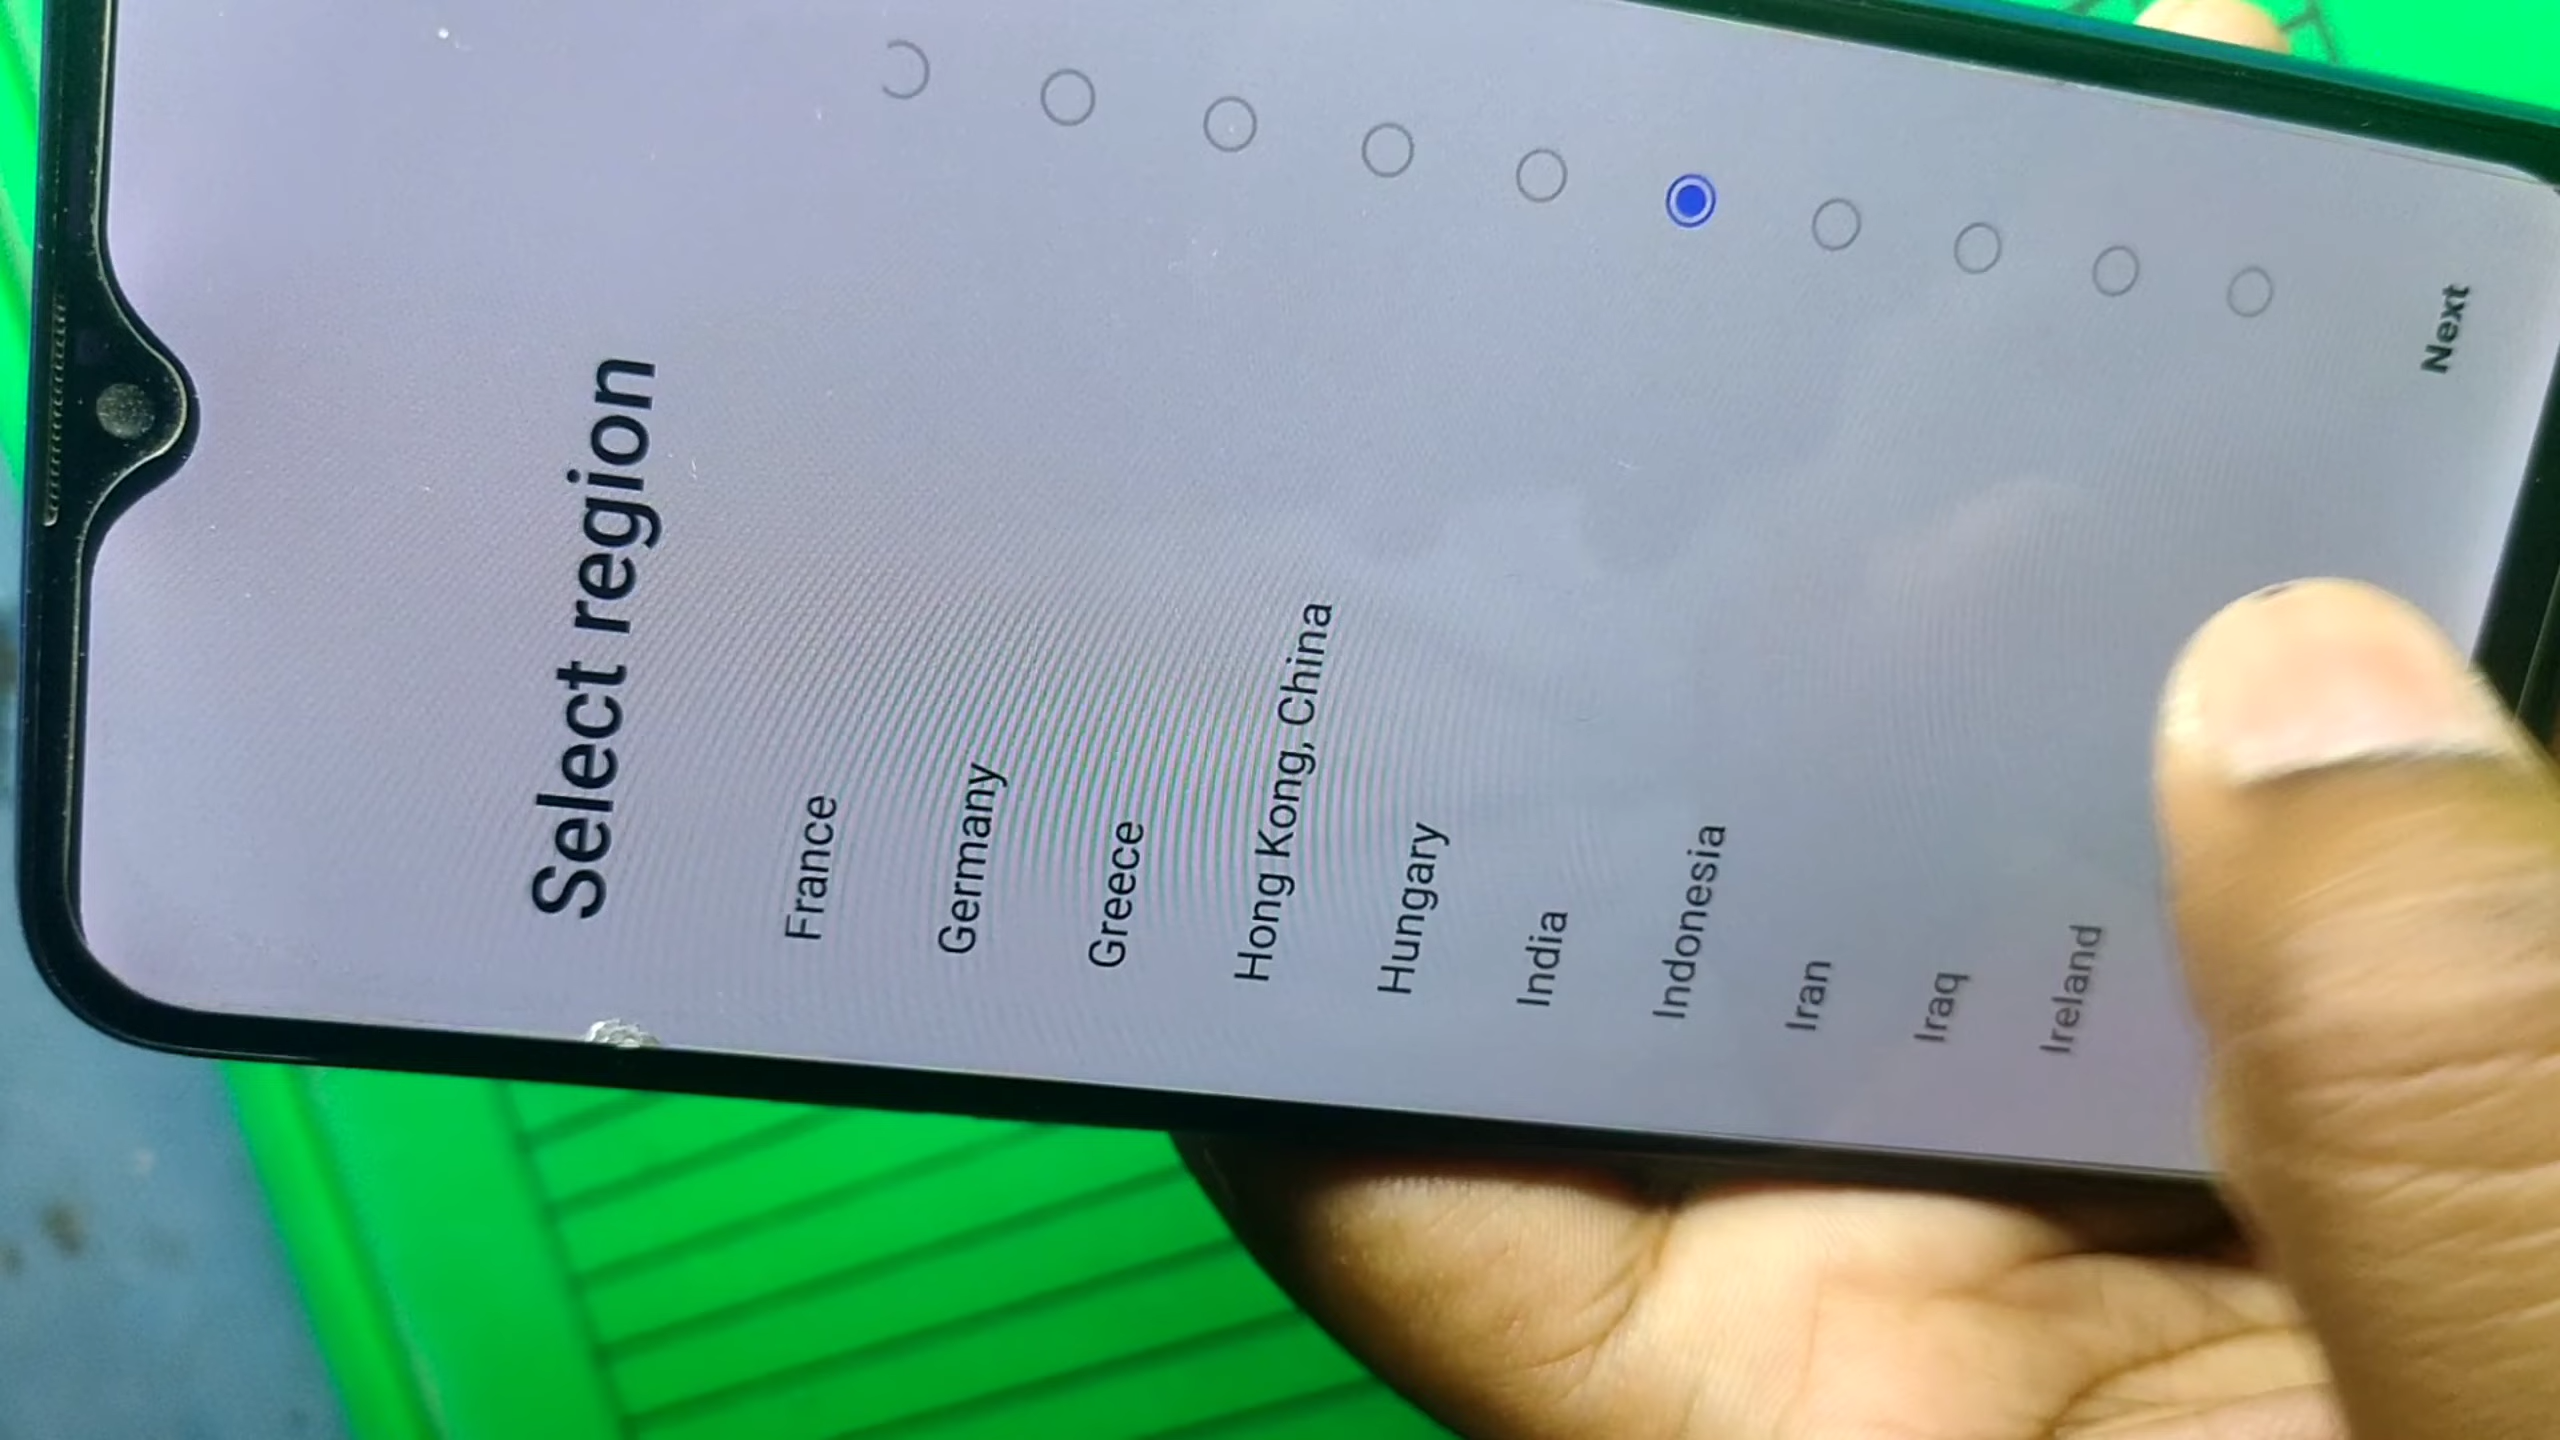 Select region
France
Germany
Greece
Hong Kong, China
Hungary
India
Indonesia
Iran
Iraq
Ireland
Next